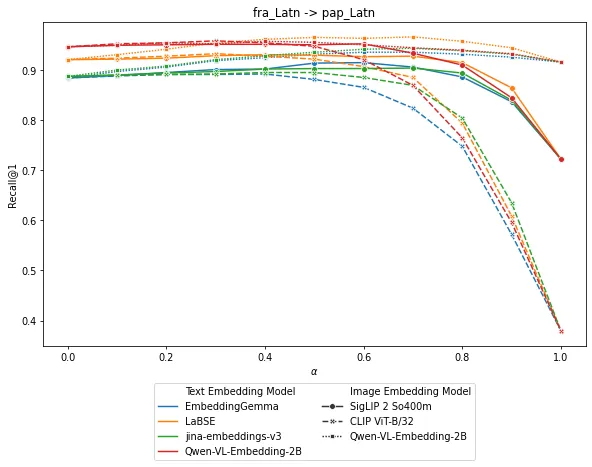 fra_Latn -> pap_Latn
Recall@1
0.9
0.8
0.7
0.6
0.5
0.4
0.0 0.2 0.4 0.6 0.8 1.0
α
Text Embedding Model Image Embedding Model
EmbeddingGemma SigLIP 2 So400m
LaBSE CLIP ViT-B/32
jina-embeddings-v3 Qwen-VL-Embedding-2B
Qwen-VL-Embedding-2B